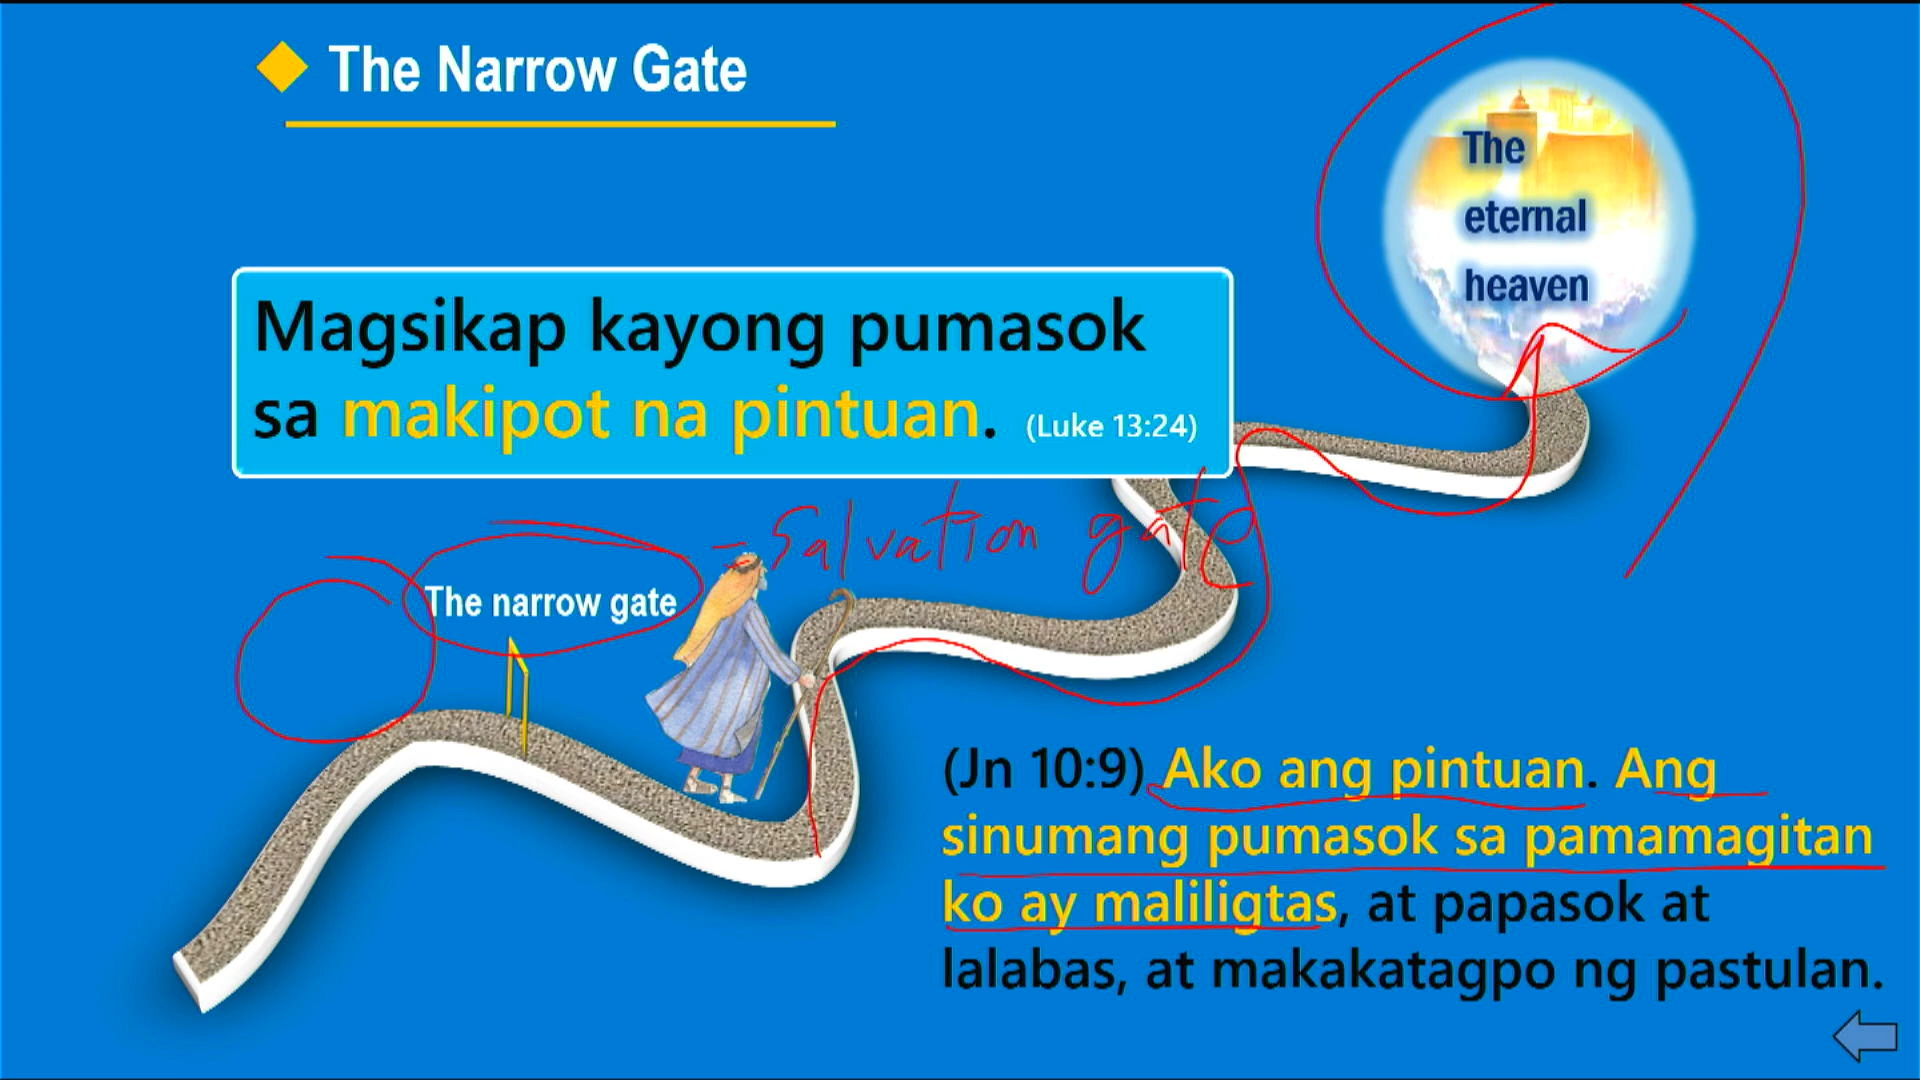 The Narrow Gate
The
eternal
heaven
Magsikap kayong pumasok
sa makipot na pintuan. (Luke 13:24)
- Salvation gate
The narrow gate
(Jn 10:9) Ako ang pintuan. Ang
sinumang pumasok sa pamamagitan
ko ay maliligtas, at papasok at
lalabas, at makakatagpo ng pastulan.